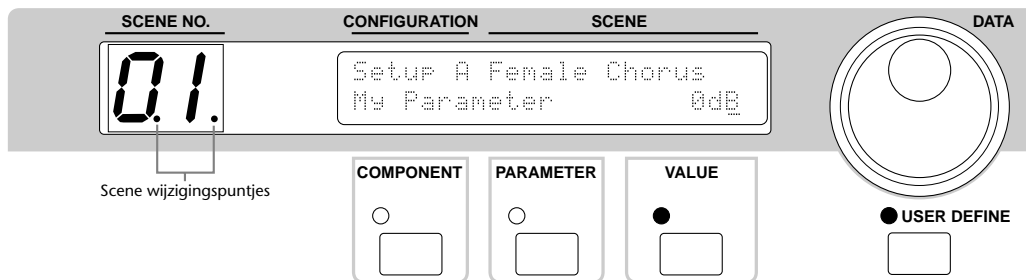 SCENE NO. CONFIGURATION SCENE DATA
01.
Setup A Female Chorus
My Parameter 0dB
Scene wijzigingspuntjes
COMPONENT PARAMETER VALUE
USER DEFINE